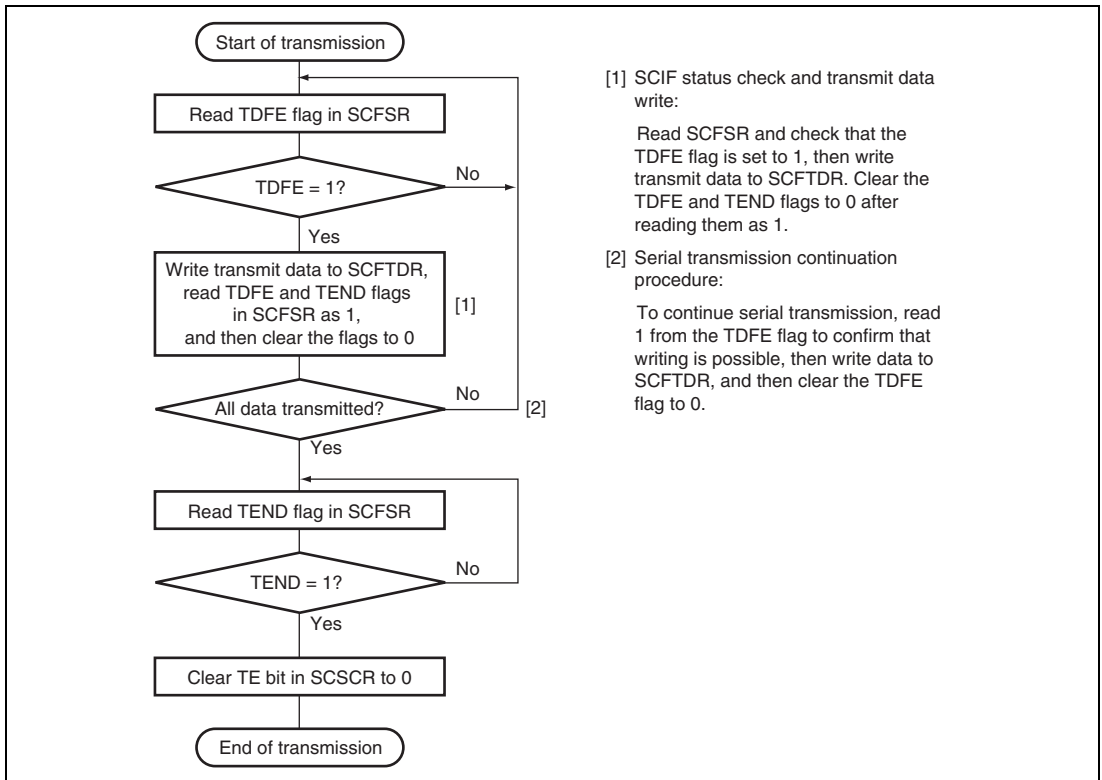 Start of transmission
Read TDFE flag in SCFSR
TDFE = 1?
No
Yes
Write transmit data to SCFTDR,
read TDFE and TEND flags
in SCFSR as 1,
and then clear the flags to 0
[1]
All data transmitted?
No
[2]
Yes
Read TEND flag in SCFSR
TEND = 1?
No
Yes
Clear TE bit in SCSCR to 0
End of transmission
[1] SCIF status check and transmit data
write:
Read SCFSR and check that the
TDFE flag is set to 1, then write
transmit data to SCFTDR. Clear the
TDFE and TEND flags to 0 after
reading them as 1.
[2] Serial transmission continuation
procedure:
To continue serial transmission, read
1 from the TDFE flag to confirm that
writing is possible, then write data to
SCFTDR, and then clear the TDFE
flag to 0.